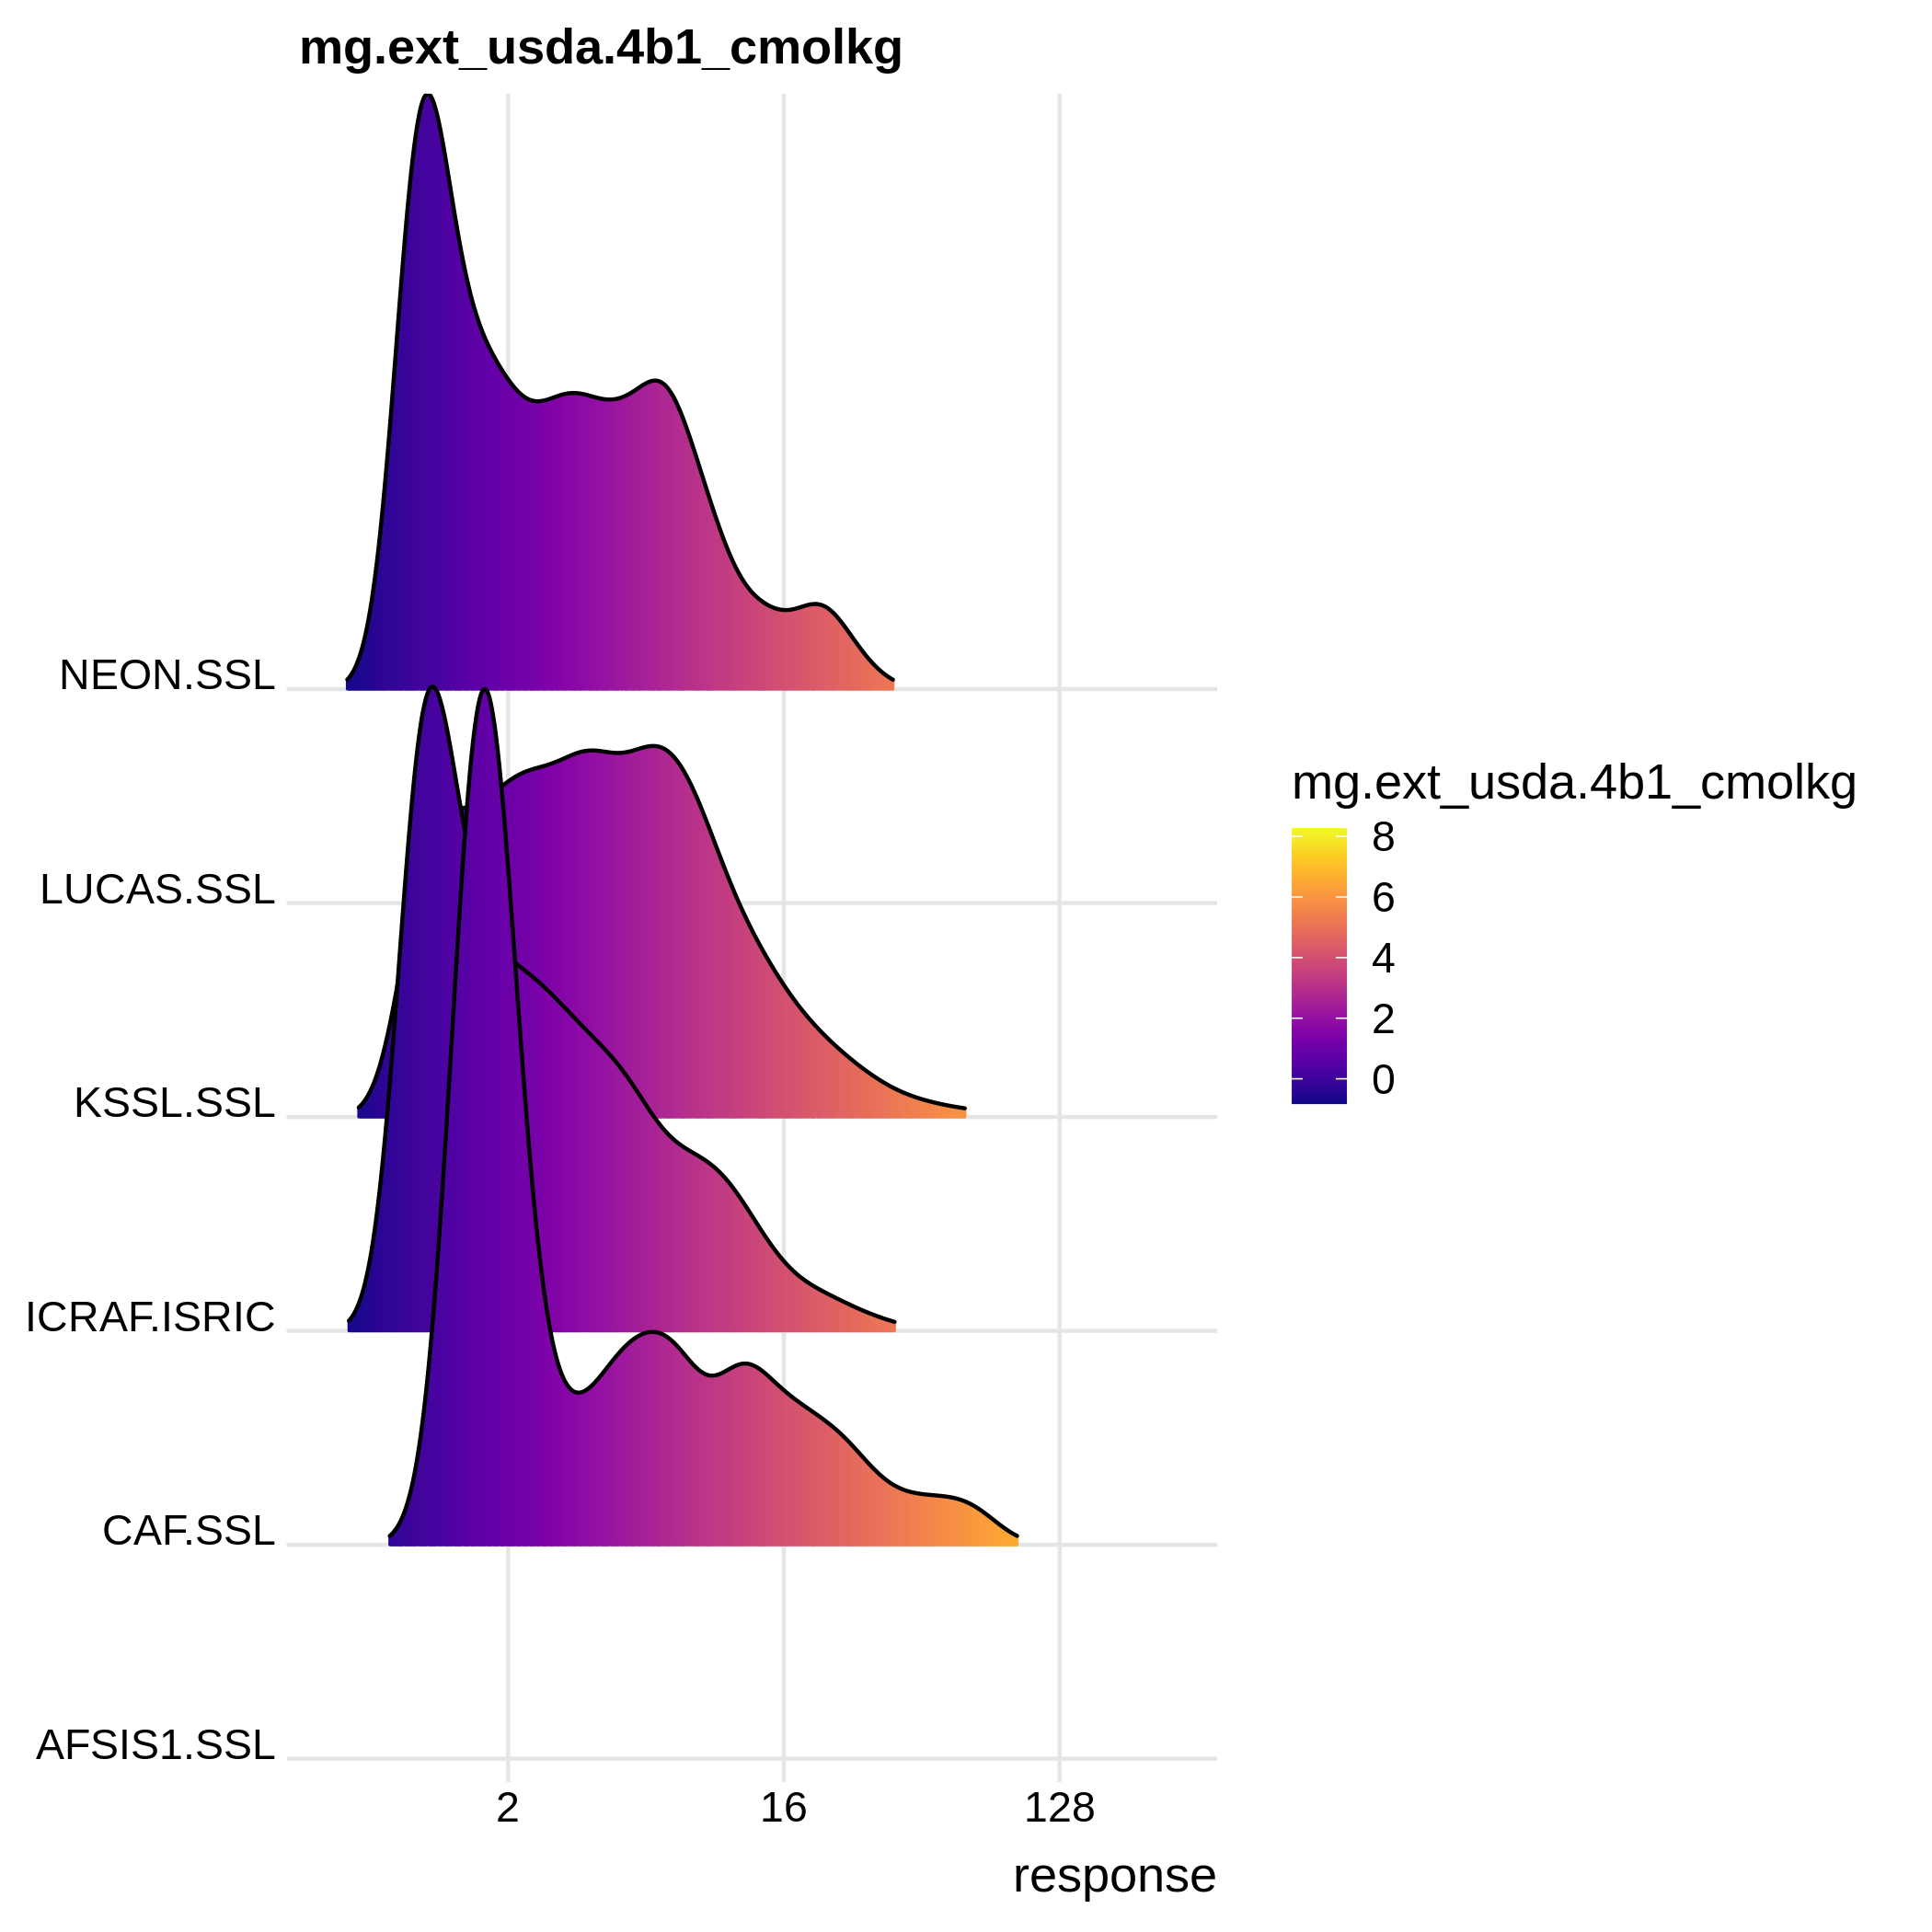 mg.ext_usda.4b1_cmolkg
NEON.SSL
LUCAS.SSL
KSSL.SSL
ICRAF.ISRIC
CAF.SSL
AFSIS1.SSL
2
16
128
response
mg.ext_usda.4b1_cmolkg
8
6
4
2
0